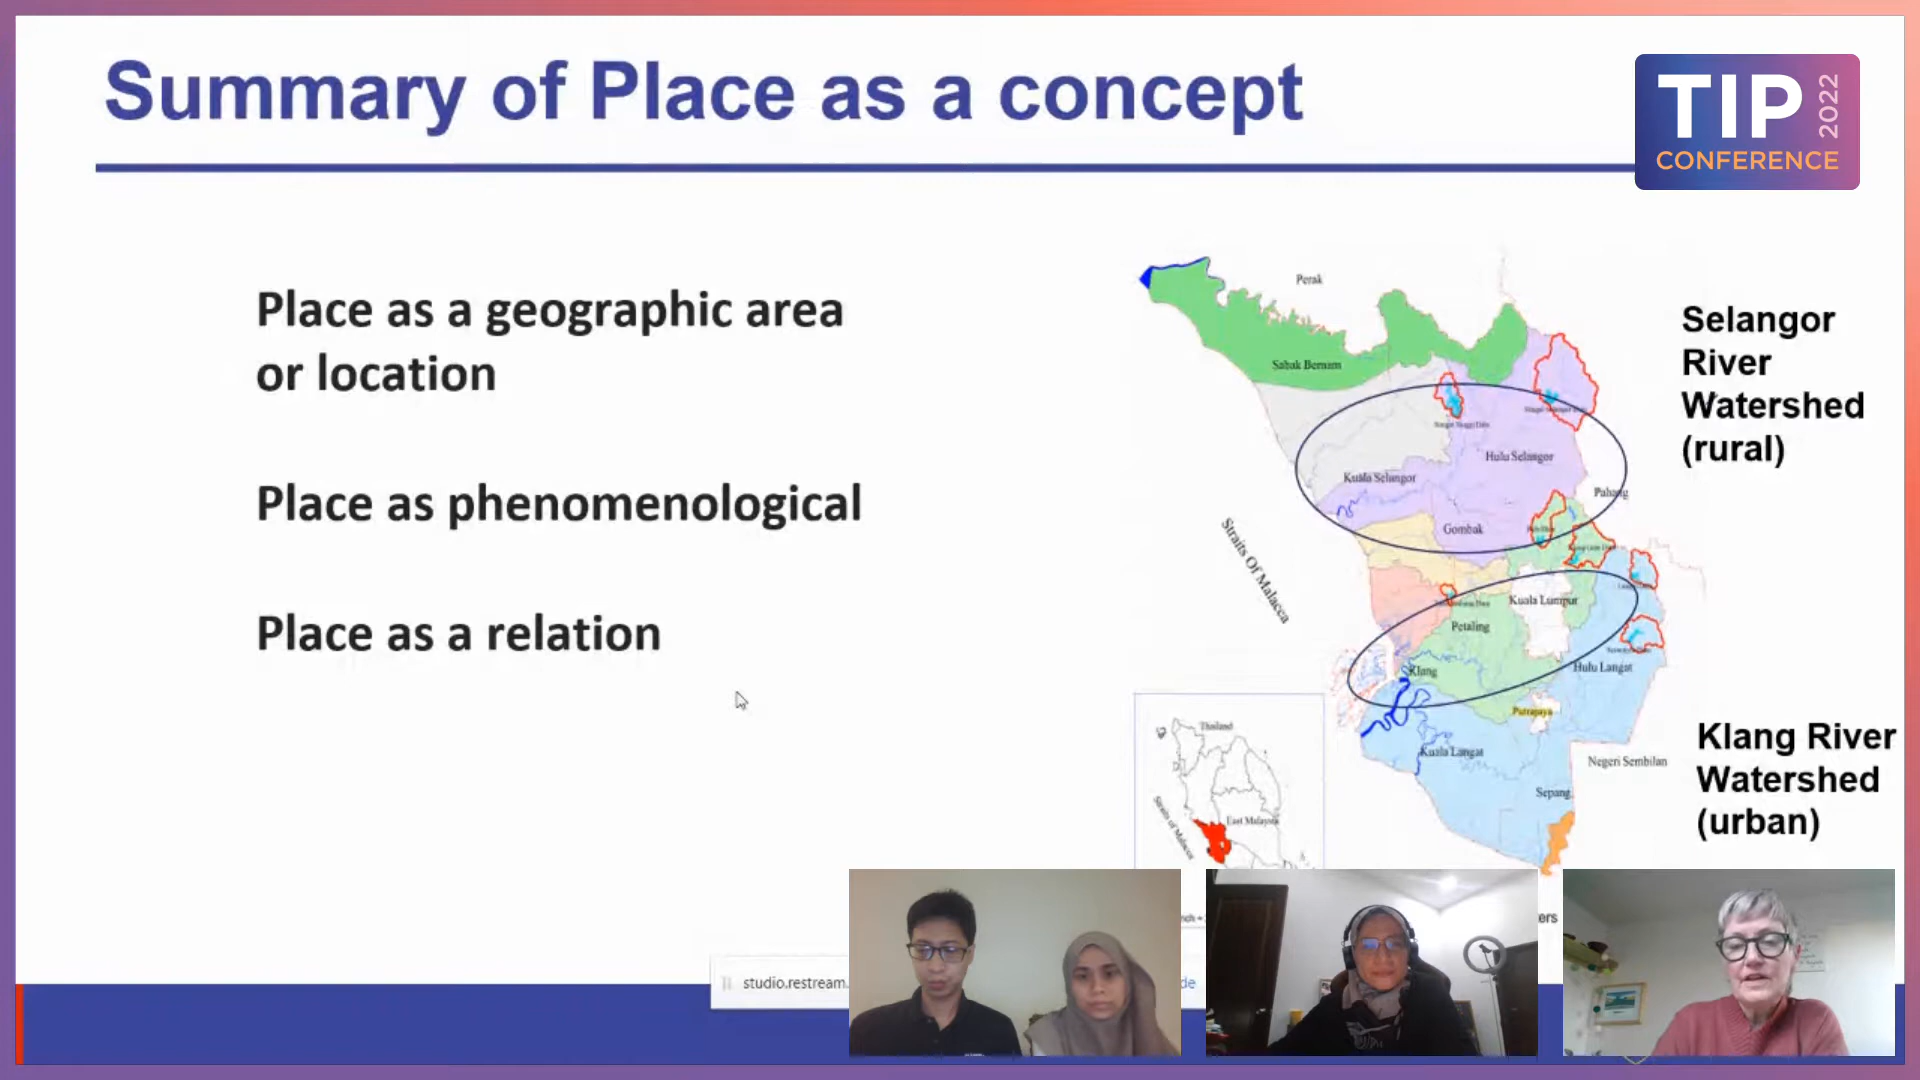 Summary of Place as a concept
TIP 2022
CONFERENCE
Place as a geographic area
or location
Place as phenomenological
Place as a relation
Perak
Sabak Bernam
Kuala Selangor
Hulu Selangor
Pahang
Gombak
Straits Of Malacca
Kuala Lumpur
Petaling
Klang
Hulu Langat
Putrajaya
Kuala Langat
Negeri Sembilan
Sepang
Thailand
Straits of Malacca
East Malaysia
Selangor
River
Watershed
(rural)
Klang River
Watershed
(urban)
studio.restream.